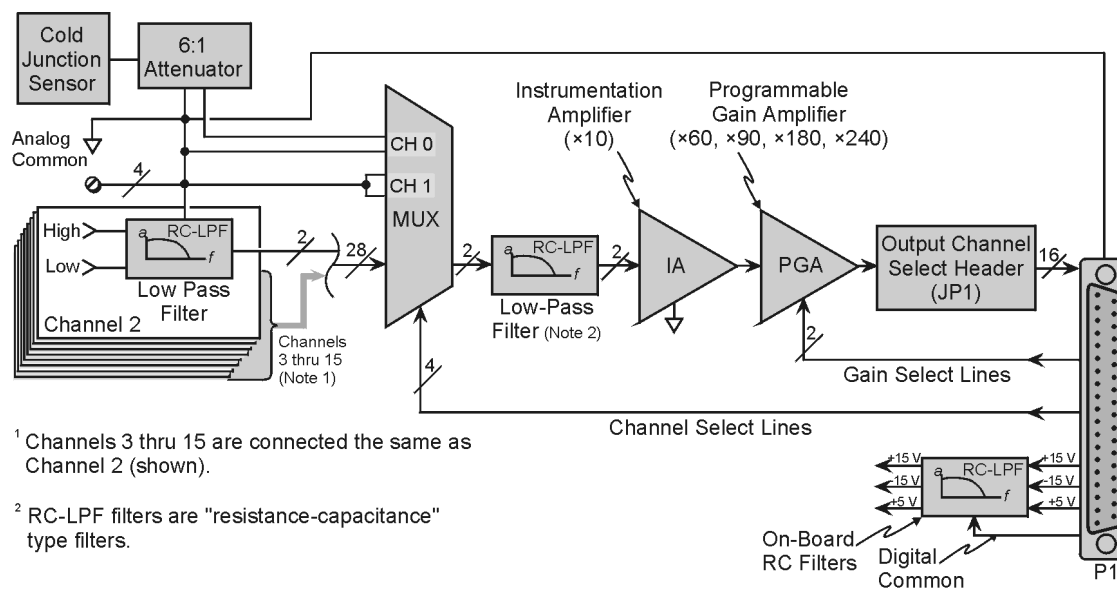 Cold
Junction
Sensor
6:1
Attenuator
Analog
Common
4
CH 0
CH 1
MUX
High
Low
a
RC-LPF
f
Low Pass
Filter
Channel 2
2
28
Channels
3 thru 15
(Note 1)
4
2
a
RC-LPF
f
Low-Pass
Filter (Note 2)
2
Instrumentation
Amplifier
(×10)
IA
Programmable
Gain Amplifier
(×60, ×90, ×180, ×240)
PGA
2
Output Channel
Select Header
(JP1)
16
Gain Select Lines
Channel Select Lines
+15 V
-15 V
+5 V
a
RC-LPF
f
+15 V
-15 V
+5 V
On-Board
RC Filters
Digital
Common
P1
1 Channels 3 thru 15 are connected the same as
Channel 2 (shown).
2 RC-LPF filters are "resistance-capacitance"
type filters.